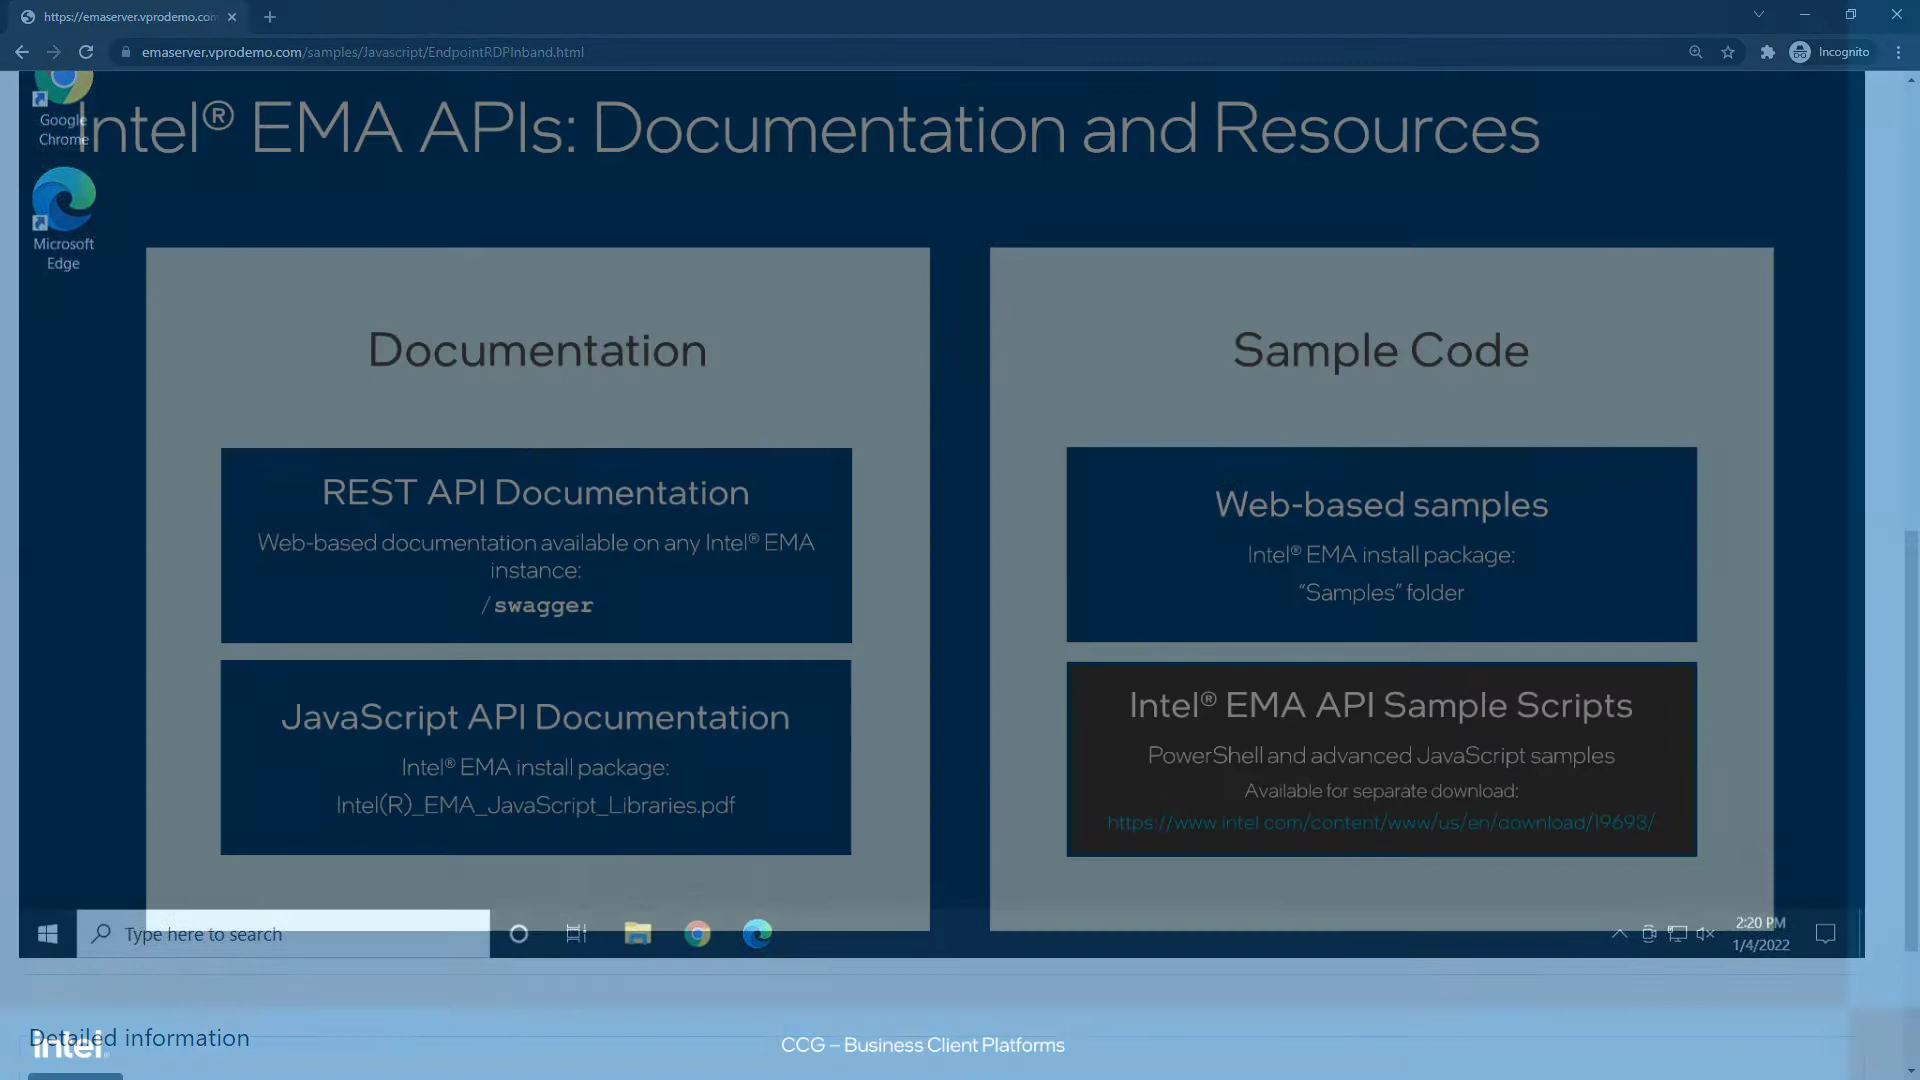 https://emaserver.vprodemo.com
emaserver.vprodemo.com/samples/Javascript/EndpointRDPInband.html
Incognito
Google
Chrome
Intel® EMA APIs: Documentation and Resources
Microsoft
Edge
Documentation
REST API Documentation
Web-based documentation available on any Intel® EMA
instance:
/swagger
JavaScript API Documentation
Intel® EMA install package:
Intel(R)_EMA_JavaScript_Libraries.pdf
Sample Code
Web-based samples
Intel® EMA install package:
“Samples” folder
Intel® EMA API Sample Scripts
PowerShell and advanced JavaScript samples
Available for separate download:
https://www.intel.com/content/www/us/en/download/19693/
Type here to search
2:20 PM
1/4/2022
Detailed information
intel.
CCG – Business Client Platforms